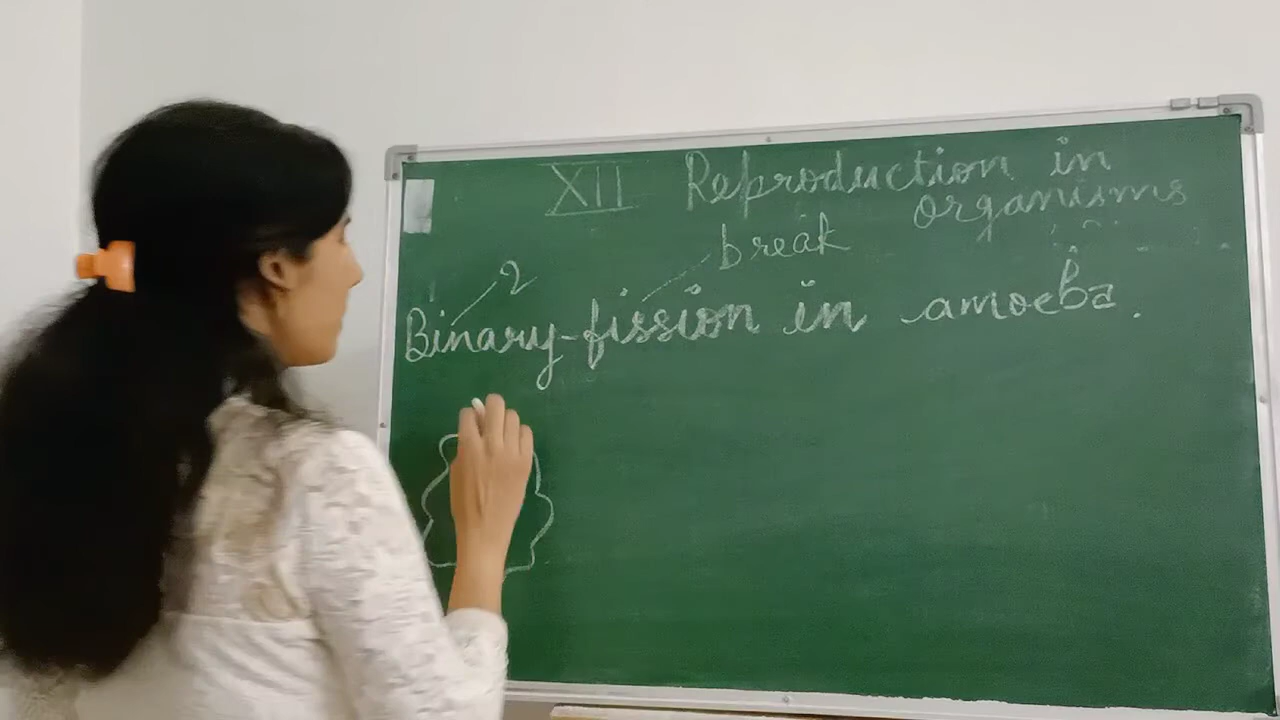 XII Reproduction in
organisms
break
2
Binary-fission in amoeba.